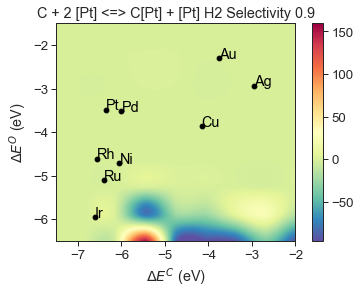 C + 2 [Pt] <=> C[Pt] + [Pt] H2 Selectivity 0.9
−2
−3
−4
−5
−6
ΔE^O (eV)
Au
Ag
Pt
Pd
Cu
Rh
Ni
Ru
Ir
−7
−6
−5
−4
−3
−2
ΔE^C (eV)
150
100
50
0
−50